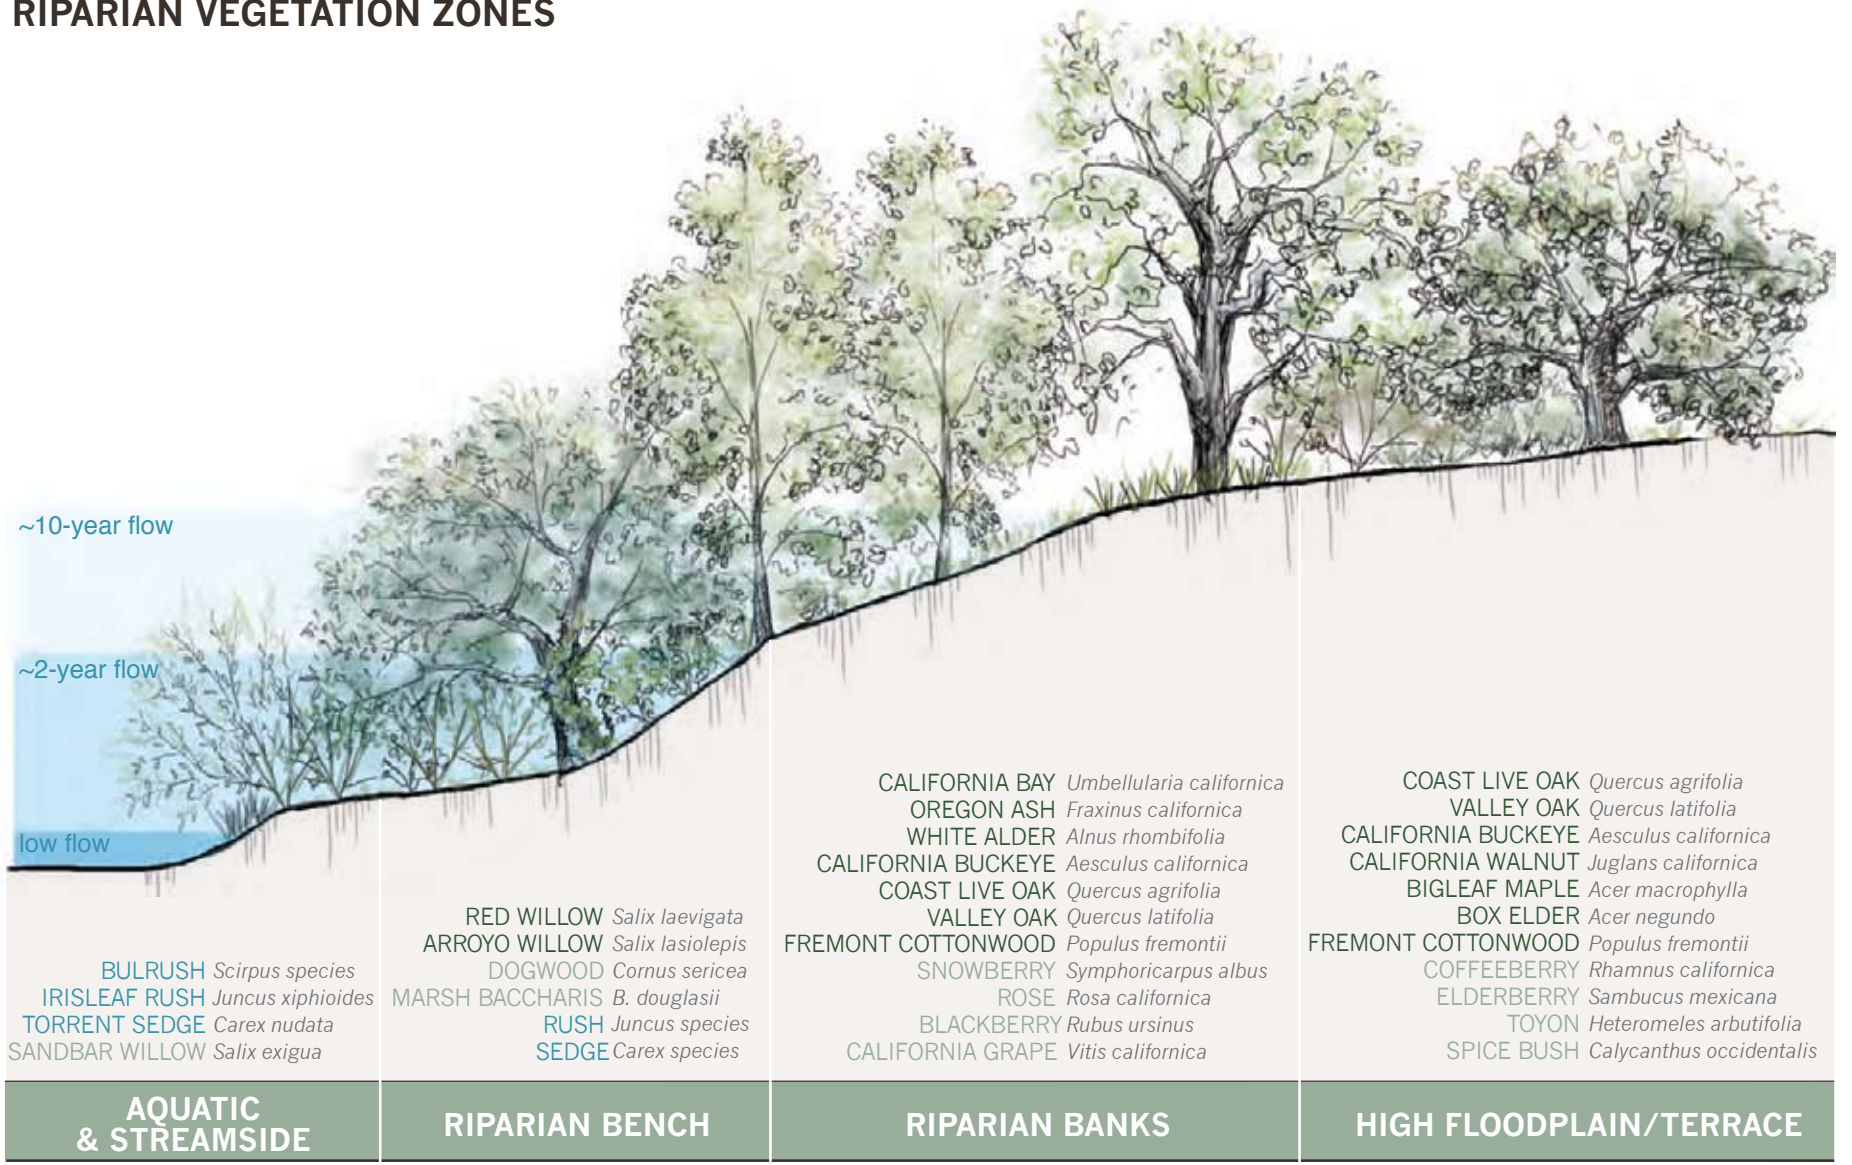 RIPARIAN VEGETATION ZONES
~10-year flow
~2-year flow
low flow
BULRUSH Scirpus species
IRISLEAF RUSH Juncus xiphioides
TORRENT SEDGE Carex nudata
SANDBAR WILLOW Salix exigua
AQUATIC
& STREAMSIDE
RED WILLOW Salix laevigata
ARROYO WILLOW Salix lasiolepis
DOGWOOD Cornus sericea
MARSH BACCHARIS B. douglasii
RUSH Juncus species
SEDGE Carex species
RIPARIAN BENCH
CALIFORNIA BAY Umbellularia californica
OREGON ASH Fraxinus californica
WHITE ALDER Alnus rhombifolia
CALIFORNIA BUCKEYE Aesculus californica
COAST LIVE OAK Quercus agrifolia
VALLEY OAK Quercus latifolia
FREMONT COTTONWOOD Populus fremontii
SNOWBERRY Symphoricarpus albus
ROSE Rosa californica
BLACKBERRY Rubus ursinus
CALIFORNIA GRAPE Vitis californica
RIPARIAN BANKS
COAST LIVE OAK Quercus agrifolia
VALLEY OAK Quercus latifolia
CALIFORNIA BUCKEYE Aesculus californica
CALIFORNIA WALNUT Juglans californica
BIGLEAF MAPLE Acer macrophylla
BOX ELDER Acer negundo
FREMONT COTTONWOOD Populus fremontii
COFFEEBERRY Rhamnus californica
ELDERBERRY Sambucus mexicana
TOYON Heteromeles arbutifolia
SPICE BUSH Calycanthus occidentalis
HIGH FLOODPLAIN/TERRACE